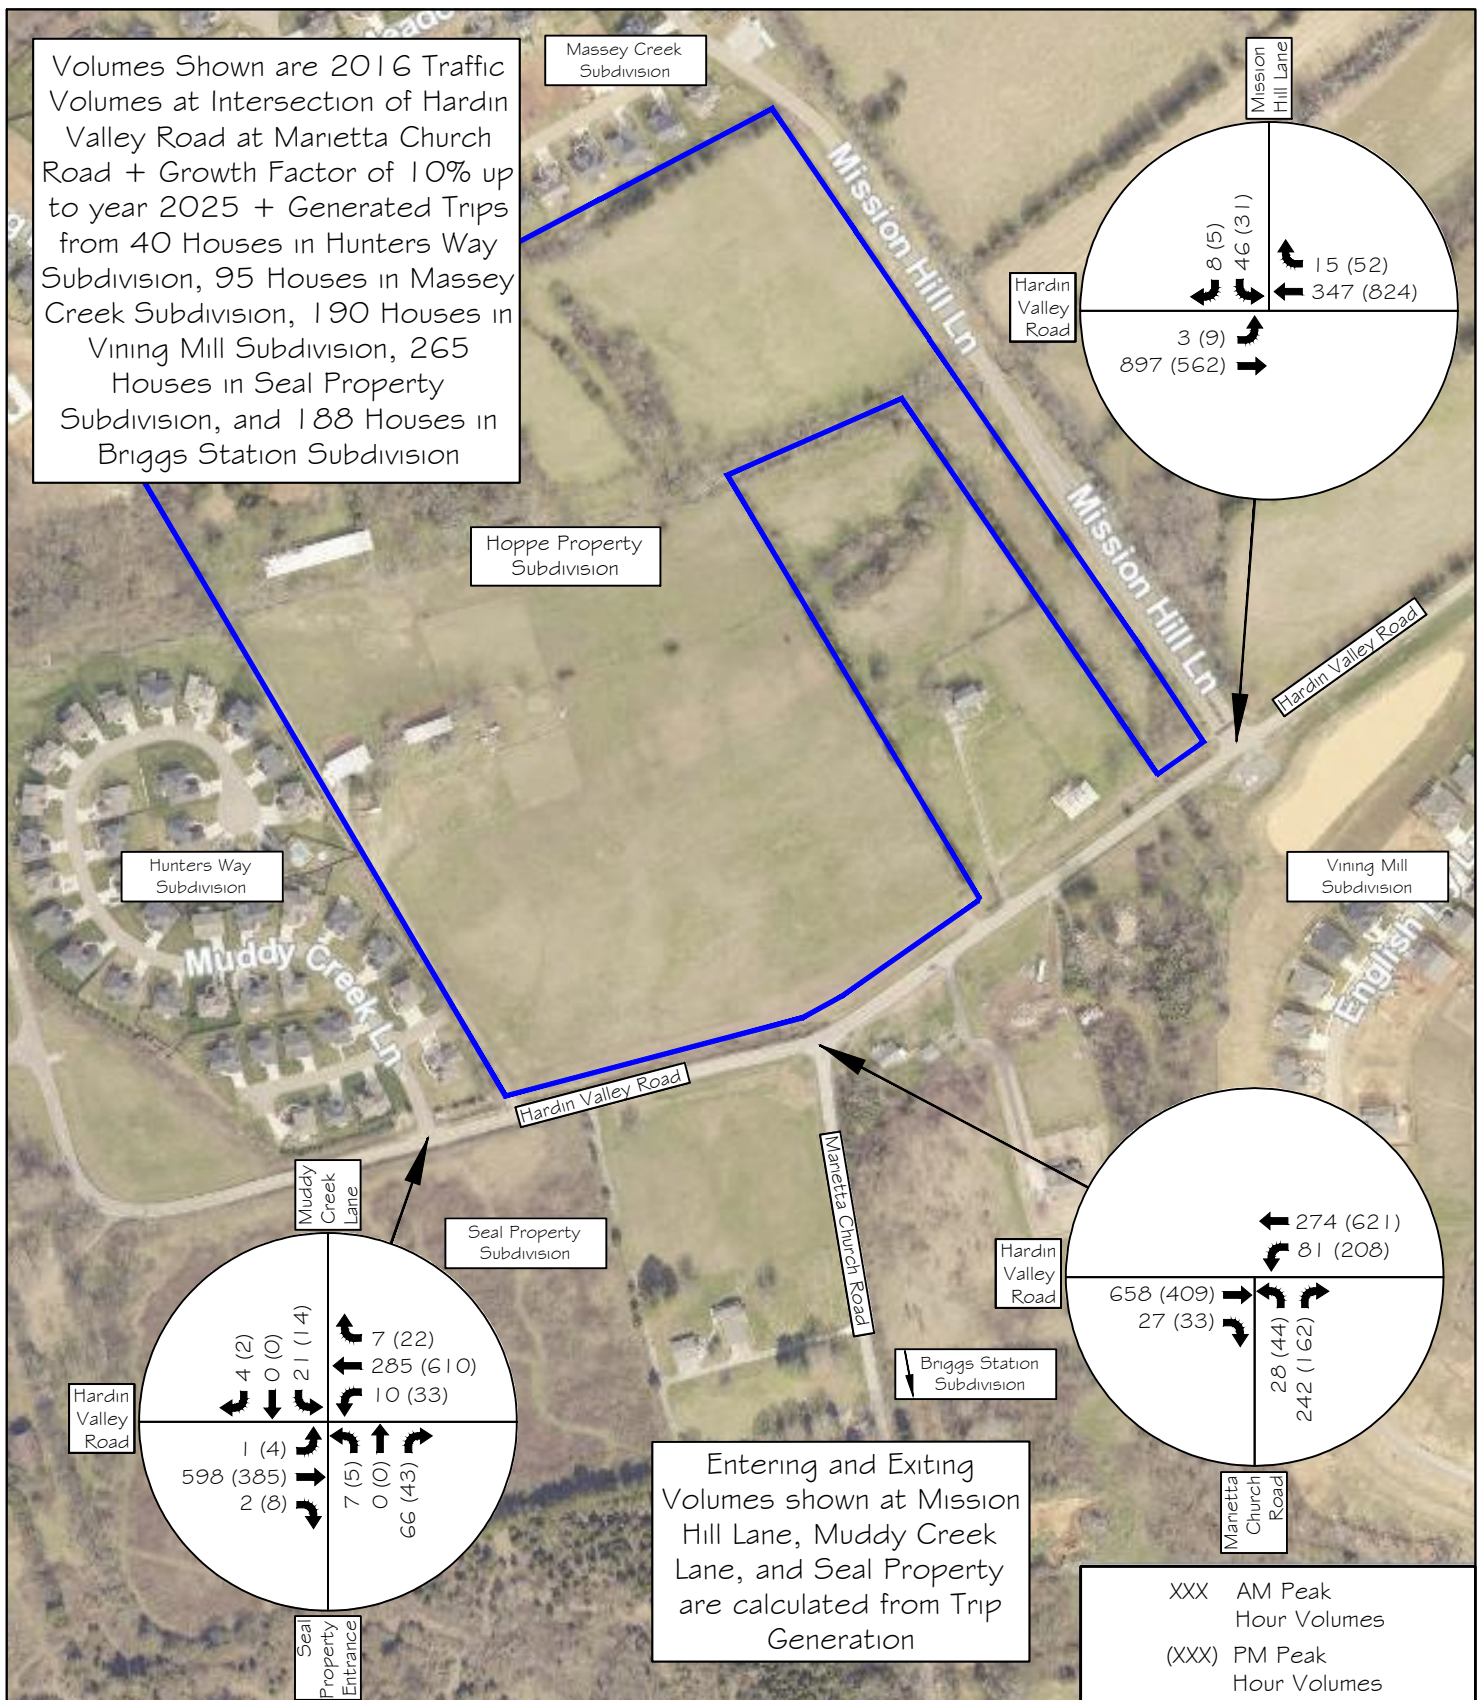 Massey Creek
Subdivision
Volumes Shown are 2016 Traffic
Volumes at Intersection of Hardin
Valley Road at Marietta Church
Road + Growth Factor of 10% up
to year 2025 + Generated Trips
from 40 Houses in Hunters Way
Subdivision, 95 Houses in Massey
Creek Subdivision, 190 Houses in
Vining Mill Subdivision, 265
Houses in Seal Property
Subdivision, and 188 Houses in
Briggs Station Subdivision
Mission
Hill Lane
8 (5)
46 (31)
15 (52)
347 (824)
Hardin
Valley
Road
3 (9)
897 (562)
Mission Hill Ln
Mission Hill Ln
Hoppe Property
Subdivision
Hardin Valley Road
Hunters Way
Subdivision
Vining Mill
Subdivision
Muddy Creek Ln
English
Hardin Valley Road
Marietta Church Road
Muddy
Creek
Lane
Seal Property
Subdivision
4 (2)
0 (0)
21 (14)
7 (22)
285 (610)
10 (33)
Hardin
Valley
Road
1 (4)
598 (385)
2 (8)
7 (5)
0 (0)
66 (43)
Seal
Property
Entrance
274 (621)
81 (208)
Hardin
Valley
Road
658 (409)
27 (33)
28 (44)
242 (162)
Marietta
Church
Road
Briggs Station
Subdivision
Entering and Exiting
Volumes shown at Mission
Hill Lane, Muddy Creek
Lane, and Seal Property
are calculated from Trip
Generation
XXX AM Peak
Hour Volumes
(XXX) PM Peak
Hour Volumes